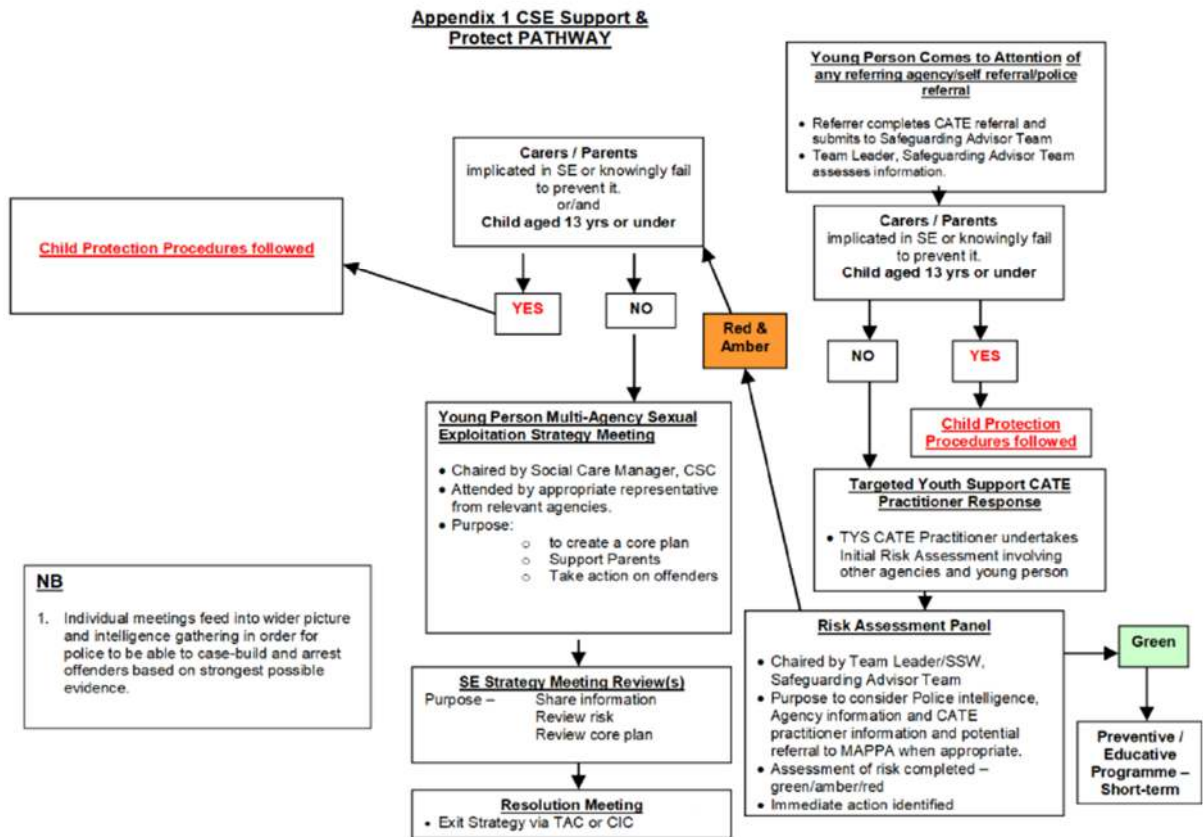 Appendix 1 CSE Support &
Protect PATHWAY
Young Person Comes to Attention of
any referring agency/self referral/police
referral
• Referrer completes CATE referral and
submits to Safeguarding Advisor Team
• Team Leader, Safeguarding Advisor Team
assesses information.
Carers / Parents
implicated in SE or knowingly fail
to prevent it.
Child aged 13 yrs or under
NO
YES
Child Protection
Procedures followed
Targeted Youth Support CATE
Practitioner Response
• TYS CATE Practitioner undertakes
Initial Risk Assessment involving
other agencies and young person
Risk Assessment Panel
• Chaired by Team Leader/SSW,
Safeguarding Advisor Team
• Purpose to consider Police intelligence,
Agency information and CATE
practitioner information and potential
referral to MAPPA when appropriate.
• Assessment of risk completed –
green/amber/red
• Immediate action identified
Green
Preventive /
Educative
Programme –
Short-term
Red &
Amber
Carers / Parents
implicated in SE or knowingly fail
to prevent it.
or/and
Child aged 13 yrs or under
YES
NO
Child Protection Procedures followed
Young Person Multi-Agency Sexual
Exploitation Strategy Meeting
• Chaired by Social Care Manager, CSC
• Attended by appropriate representative
from relevant agencies.
• Purpose:
o to create a core plan
o Support Parents
o Take action on offenders
SE Strategy Meeting Review(s)
Purpose – Share information
Review risk
Review core plan
Resolution Meeting
• Exit Strategy via TAC or CIC
NB
1. Individual meetings feed into wider picture
and intelligence gathering in order for
police to be able to case-build and arrest
offenders based on strongest possible
evidence.